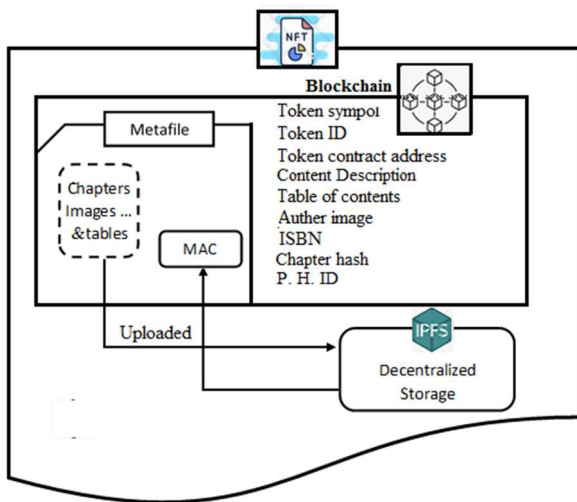 NFT
Blockchain
Metafile
Chapters
Images ...
&tables
MAC
Token sympol
Token ID
Token contract address
Content Description
Table of contents
Auther image
ISBN
Chapter hash
P. H. ID
Uploaded
IPFS
Decentralized
Storage